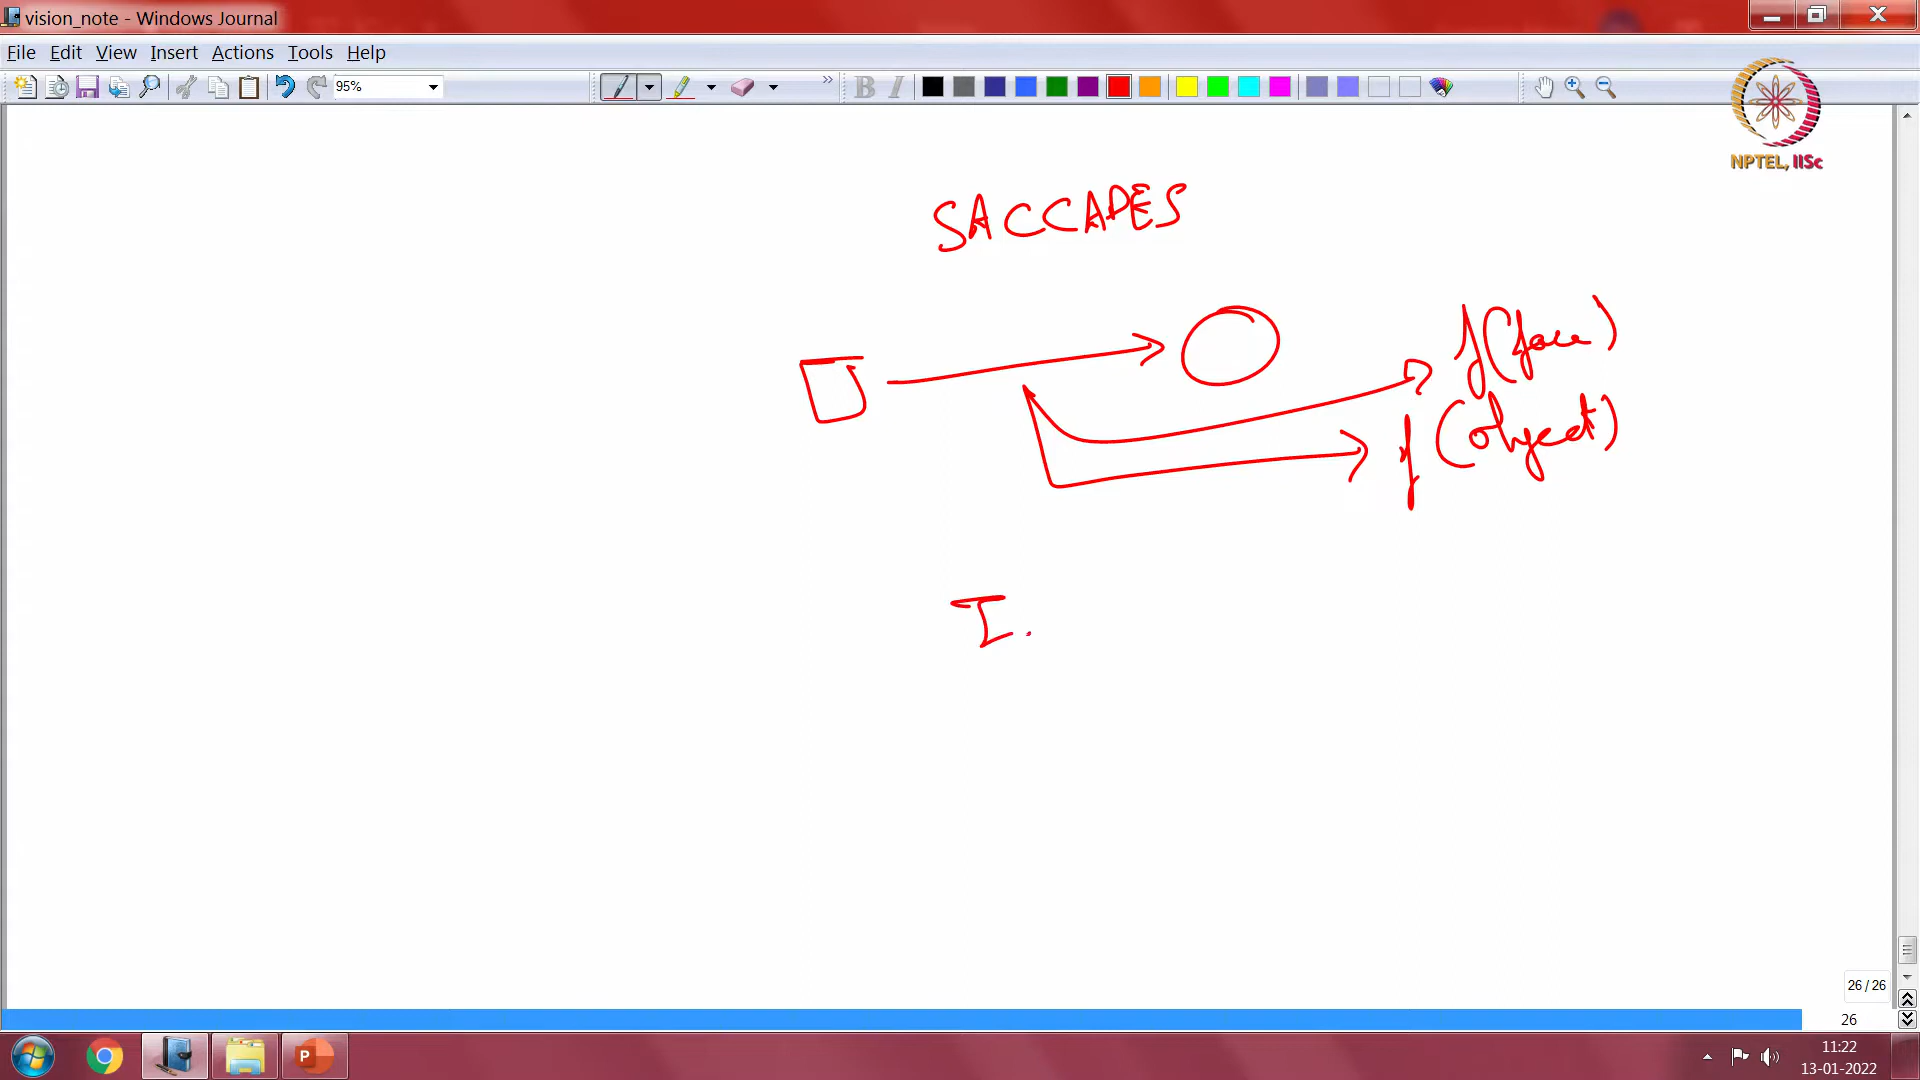 vision_note - Windows Journal
File Edit View Insert Actions Tools Help
95%
B I
NPTEL, IISc
SACCADES
f(face)
f(object)
I.
26 / 26
26
P
11:22
13-01-2022